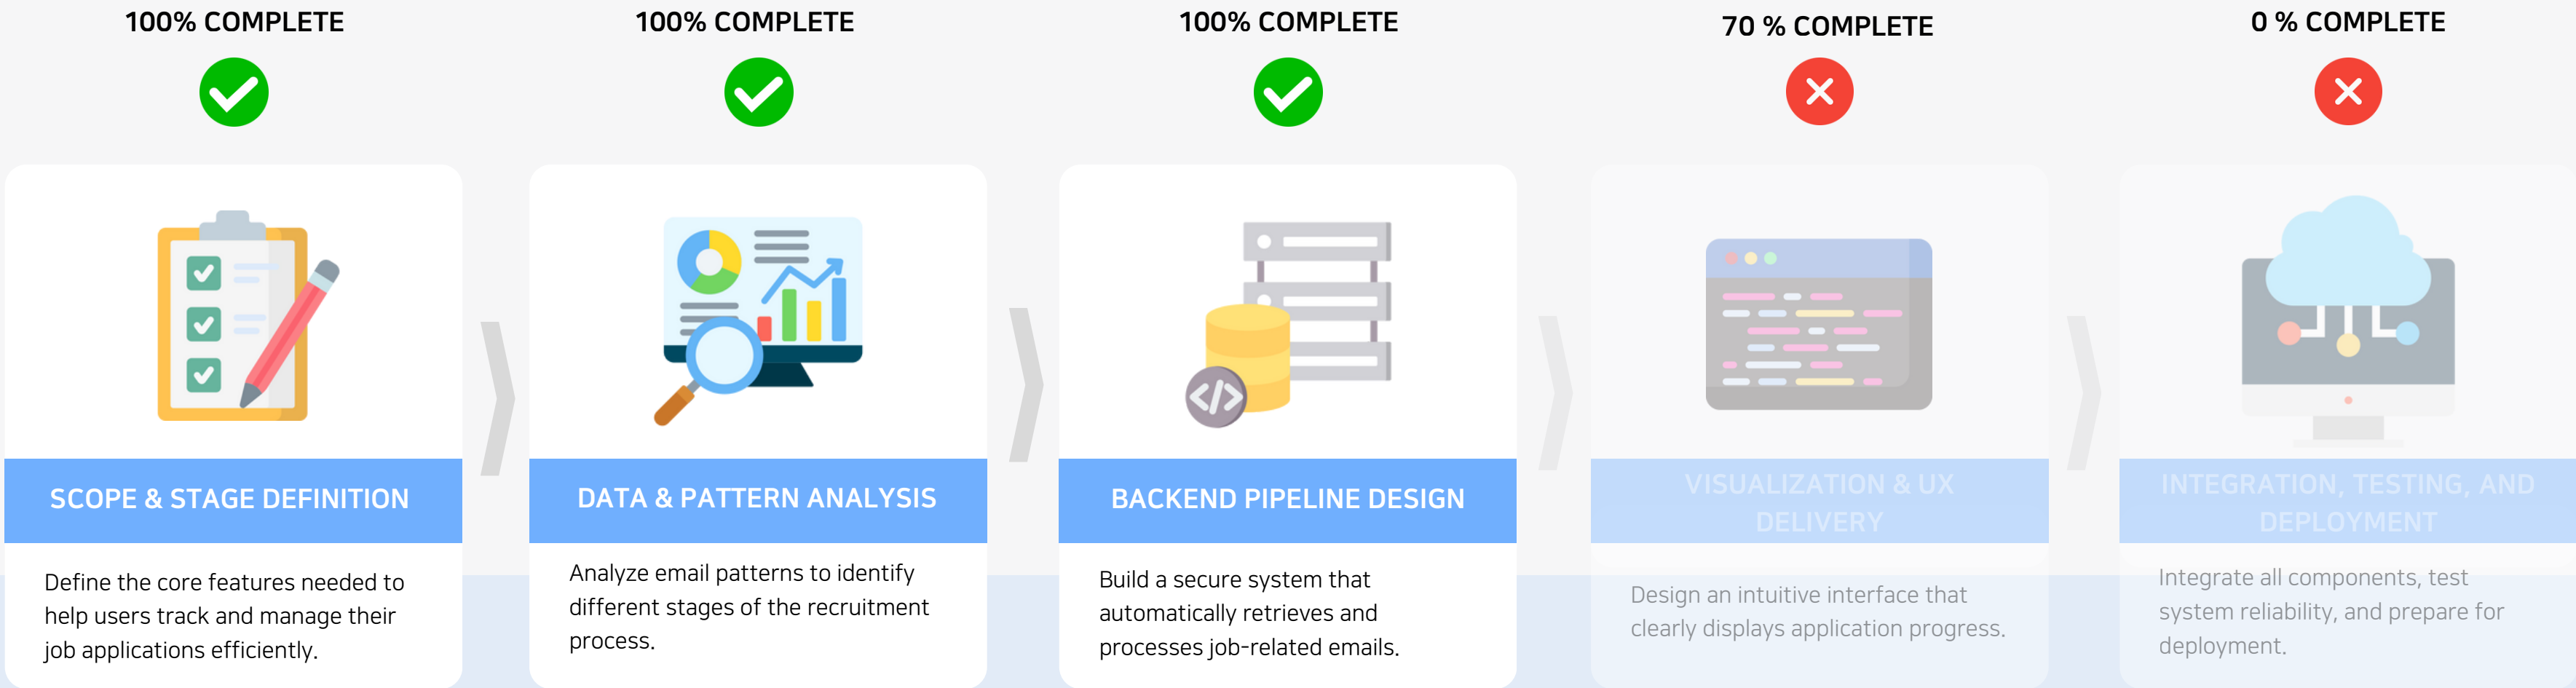 100% COMPLETE
100% COMPLETE
100% COMPLETE
70 % COMPLETE
0 % COMPLETE
SCOPE & STAGE DEFINITION
Define the core features needed to
help users track and manage their
job applications efficiently.
DATA & PATTERN ANALYSIS
Analyze email patterns to identify
different stages of the recruitment
process.
BACKEND PIPELINE DESIGN
Build a secure system that
automatically retrieves and
processes job-related emails.
VISUALIZATION & UX
DELIVERY
Design an intuitive interface that
clearly displays application progress.
INTEGRATION, TESTING, AND
DEPLOYMENT
Integrate all components, test
system reliability, and prepare for
deployment.